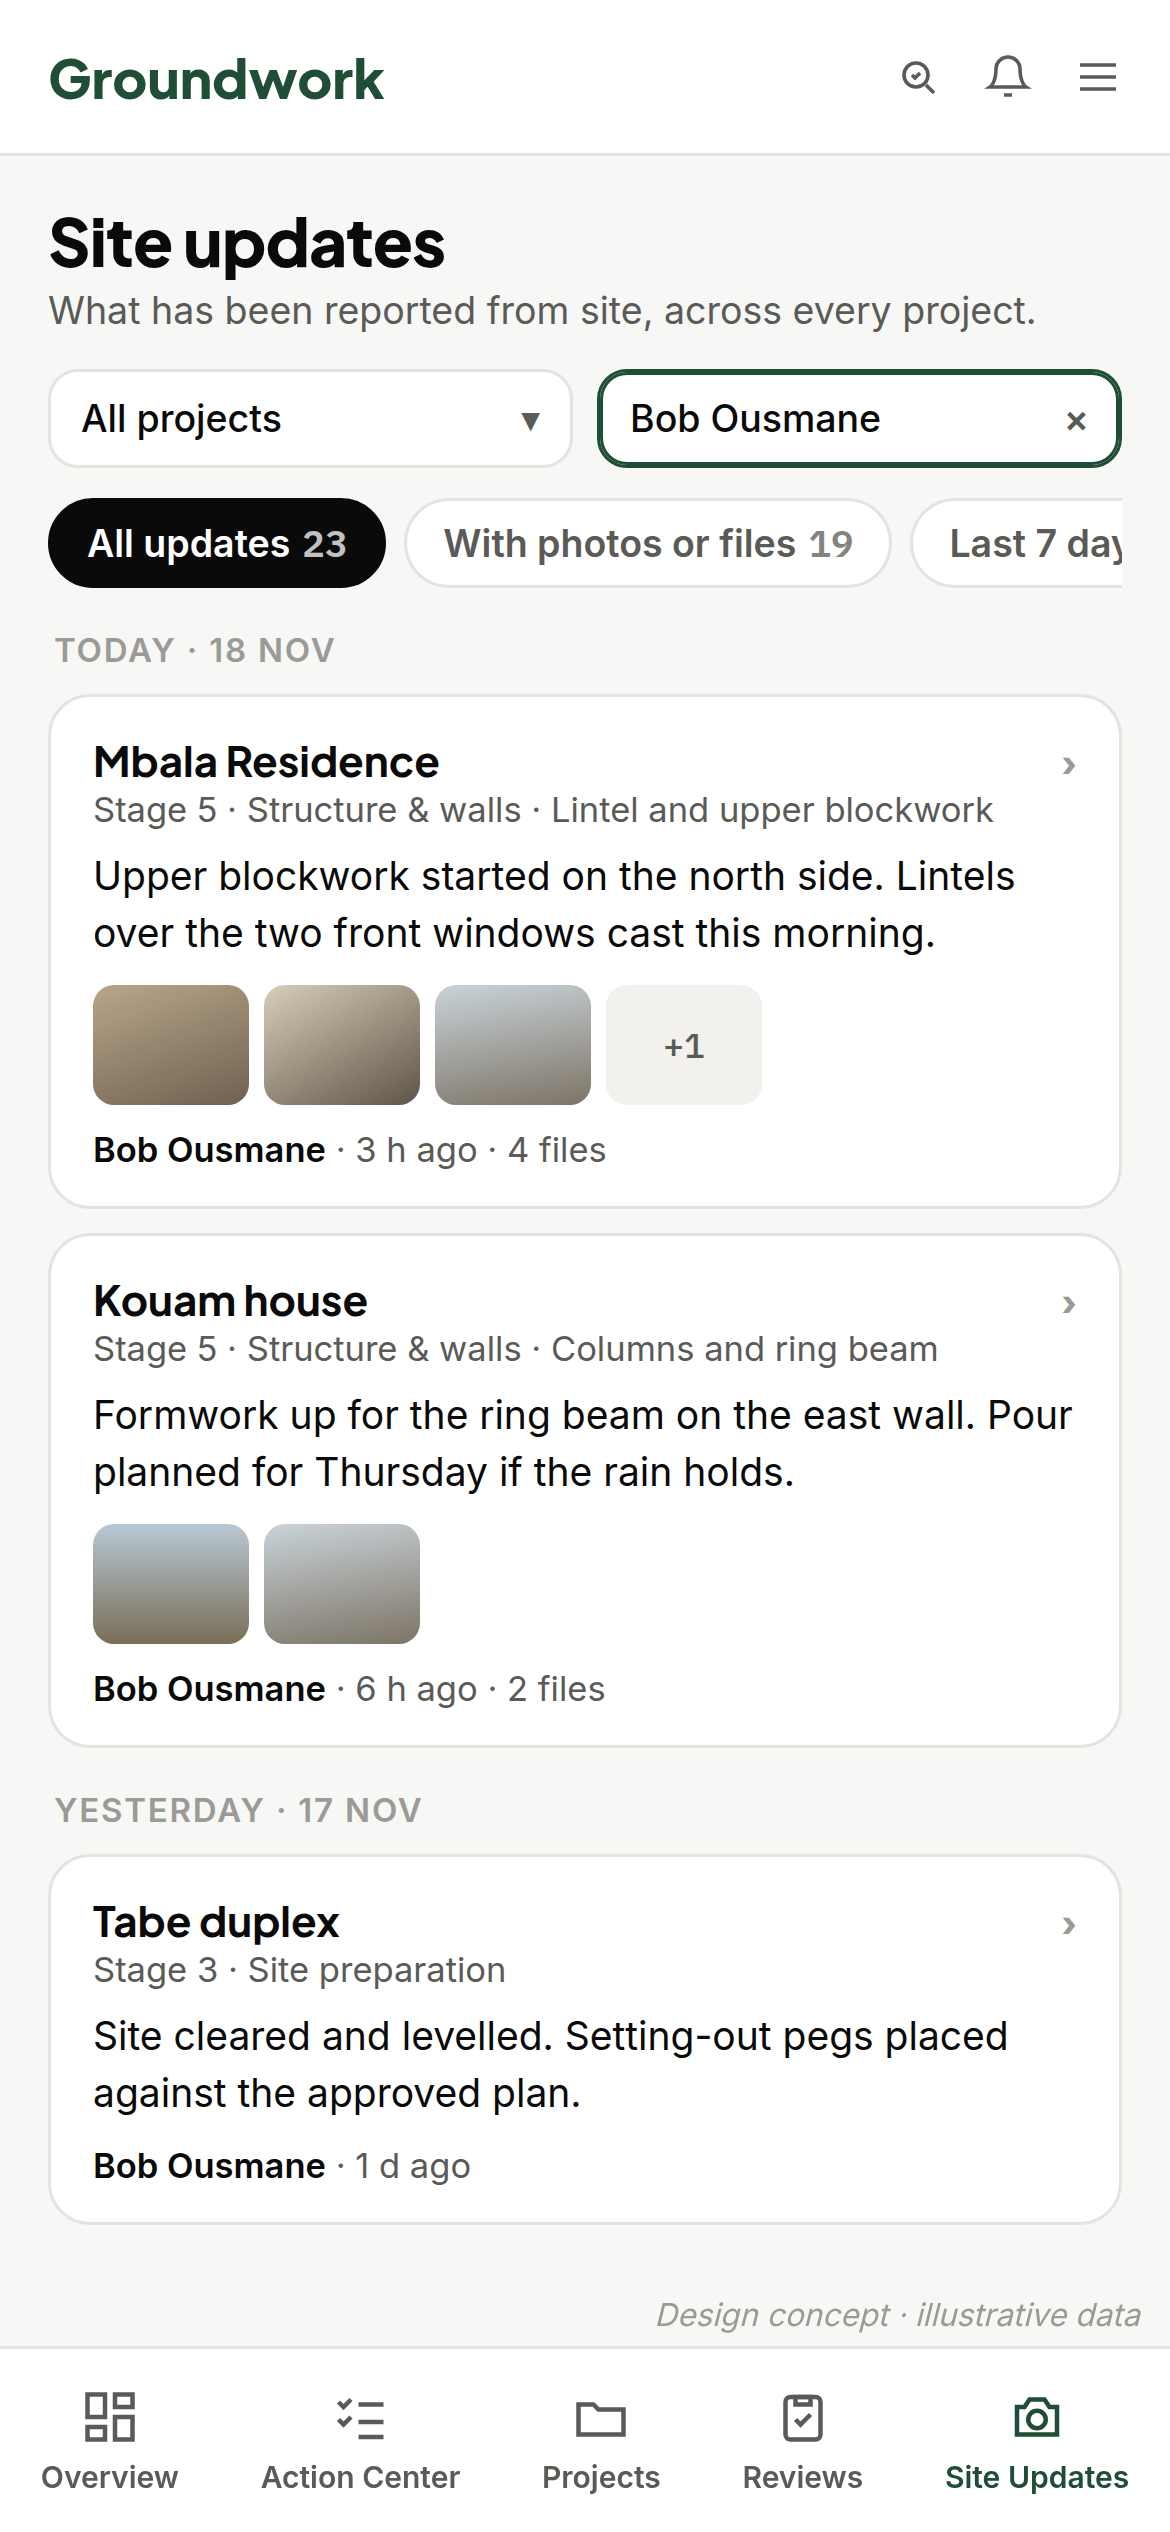 Groundwork
Site updates
What has been reported from site, across every project.
All projects ▼
Bob Ousmane ×
All updates 23
With photos or files 19
Last 7 day
TODAY · 18 NOV
Mbala Residence ›
Stage 5 · Structure & walls · Lintel and upper blockwork
Upper blockwork started on the north side. Lintels
over the two front windows cast this morning.
+1
Bob Ousmane · 3 h ago · 4 files
Kouam house ›
Stage 5 · Structure & walls · Columns and ring beam
Formwork up for the ring beam on the east wall. Pour
planned for Thursday if the rain holds.
Bob Ousmane · 6 h ago · 2 files
YESTERDAY · 17 NOV
Tabe duplex ›
Stage 3 · Site preparation
Site cleared and levelled. Setting-out pegs placed
against the approved plan.
Bob Ousmane · 1 d ago
Design concept · illustrative data
Overview
Action Center
Projects
Reviews
Site Updates